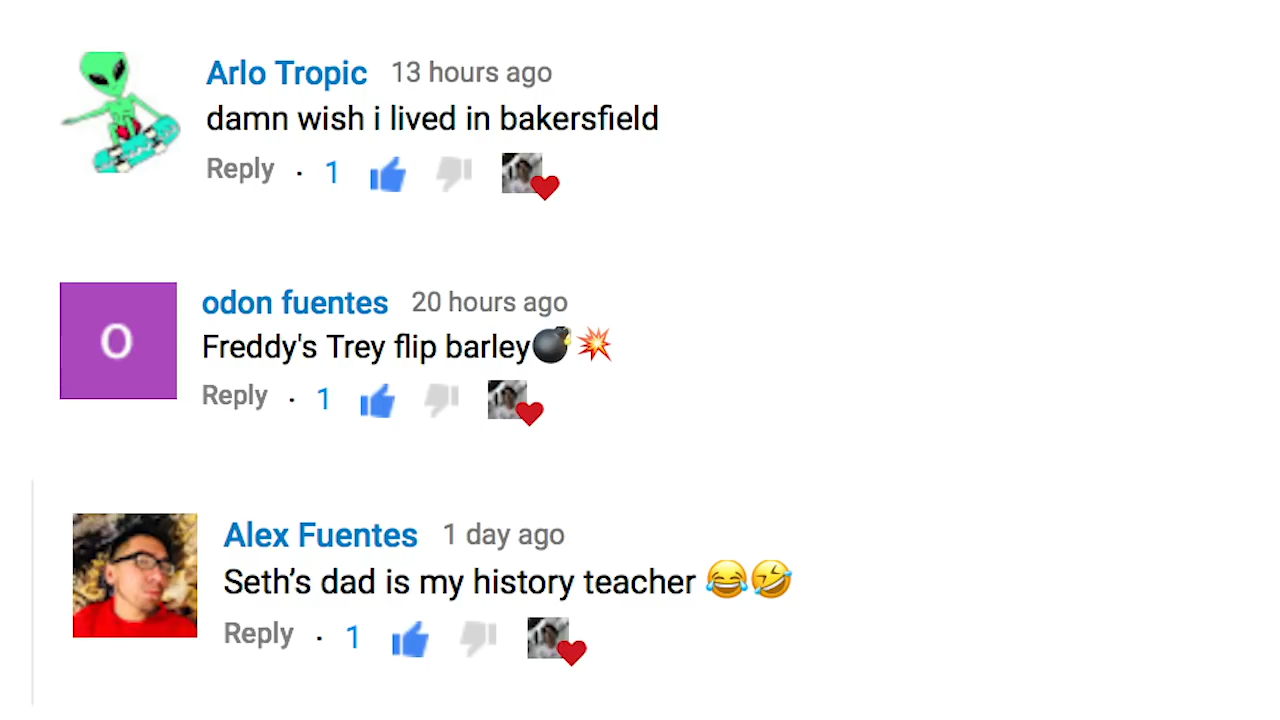 Arlo Tropic 13 hours ago
damn wish i lived in bakersfield
Reply · 1
O
odon fuentes 20 hours ago
Freddy's Trey flip barley💣💥
Reply · 1
Alex Fuentes 1 day ago
Seth’s dad is my history teacher 😂🤣
Reply · 1